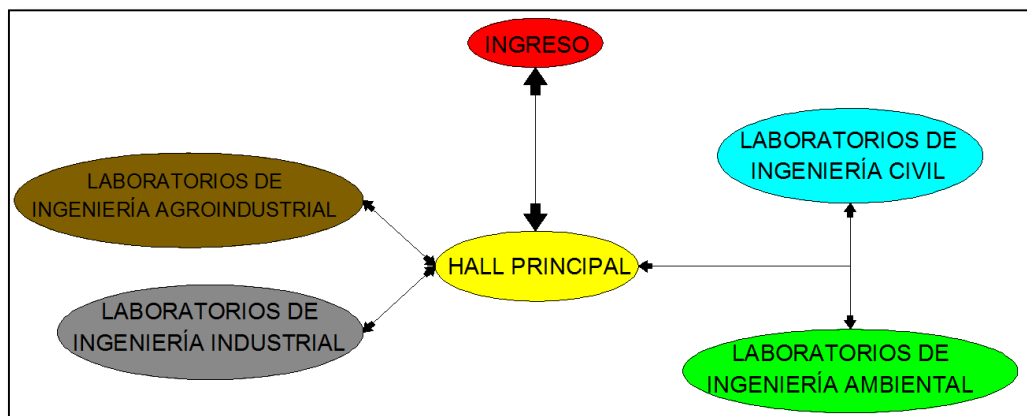 INGRESO
LABORATORIOS DE
INGENIERÍA CIVIL
LABORATORIOS DE
INGENIERÍA AGROINDUSTRIAL
HALL PRINCIPAL
LABORATORIOS DE
INGENIERÍA INDUSTRIAL
LABORATORIOS DE
INGENIERÍA AMBIENTAL